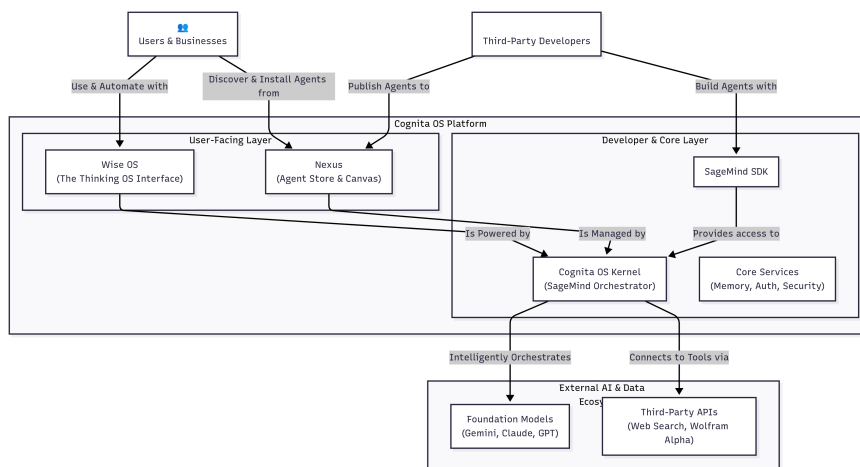 Users & Businesses
Third-Party Developers
Use & Automate with
Discover & Install Agents
from
Publish Agents to
Build Agents with
Cognita OS Platform
User-Facing Layer
Developer & Core Layer
Wise OS
(The Thinking OS Interface)
Nexus
(Agent Store & Canvas)
SageMind SDK
Is Powered by
Is Managed by
Provides access to
Cognita OS Kernel
(SageMind Orchestrator)
Core Services
(Memory, Auth, Security)
Intelligently Orchestrates
Connects to Tools via
External AI & Data
Foundation Models
(Gemini, Claude, GPT)
Third-Party APIs
(Web Search, Wolfram
Alpha)